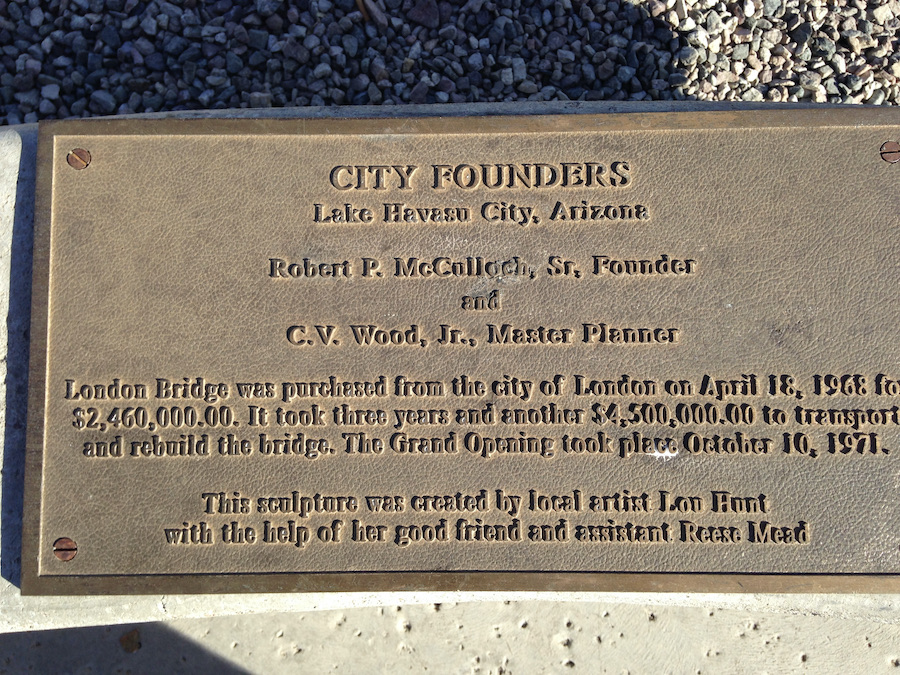 CITY FOUNDERS
Lake Havasu City, Arizona
Robert P. McCulloch, Sr, Founder
and
C.V. Wood, Jr., Master Planner
London Bridge was purchased from the city of London on April 18, 1968 fo
$2,460,000.00. It took three years and another $4,500,000.00 to transport
and rebuild the bridge. The Grand Opening took place October 10, 1971.
This sculpture was created by local artist Lou Hunt
with the help of her good friend and assistant Reese Mead